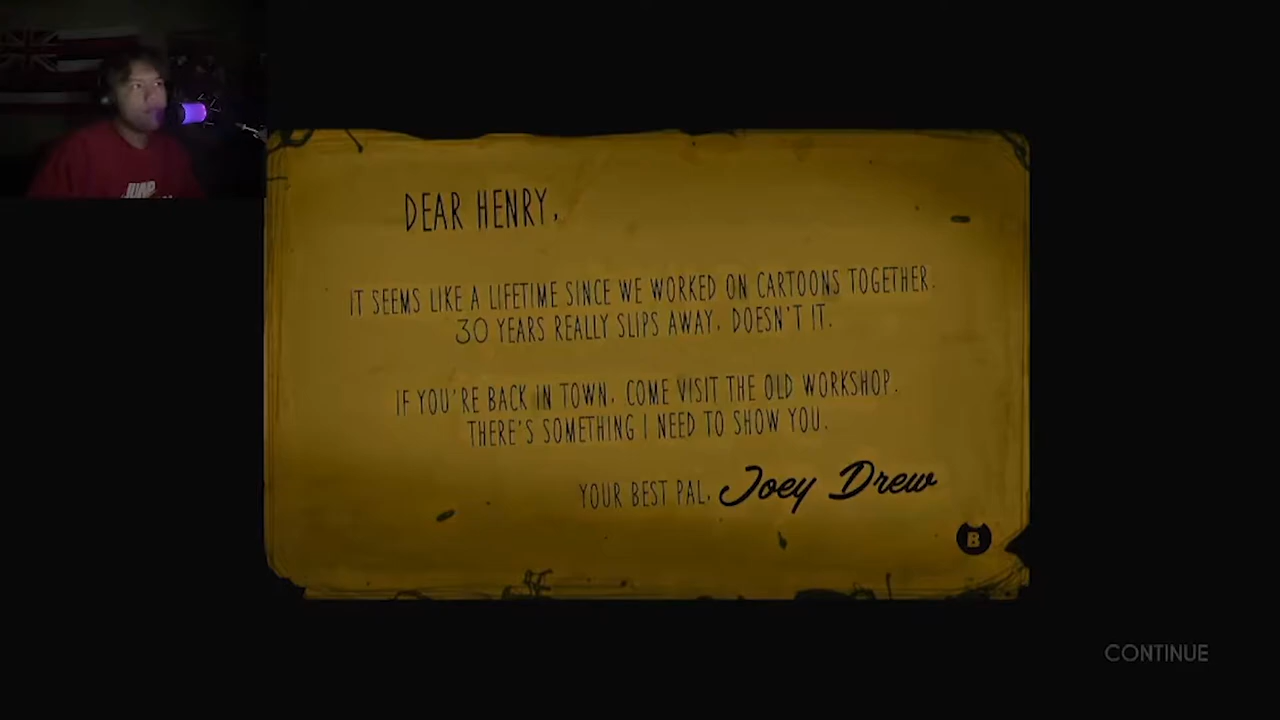 DEAR HENRY,
IT SEEMS LIKE A LIFETIME SINCE WE WORKED ON CARTOONS TOGETHER.
30 YEARS REALLY SLIPS AWAY, DOESN'T IT.
IF YOU'RE BACK IN TOWN, COME VISIT THE OLD WORKSHOP.
THERE'S SOMETHING I NEED TO SHOW YOU.
YOUR BEST PAL, Joey Drew
B
CONTINUE